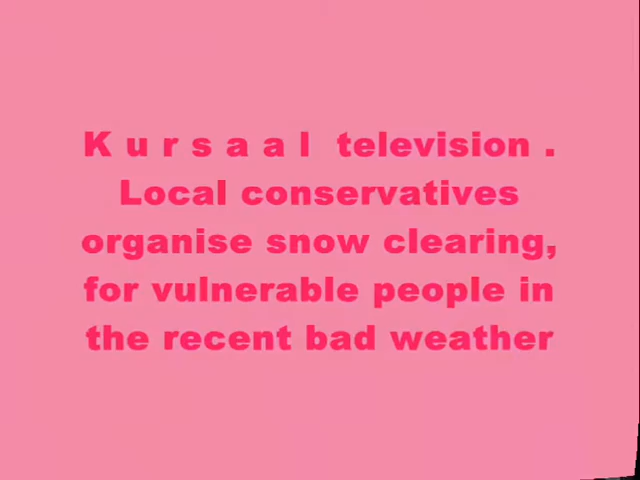 K u r s a a l  television .
Local conservatives
organise snow clearing,
for vulnerable people in
the recent bad weather